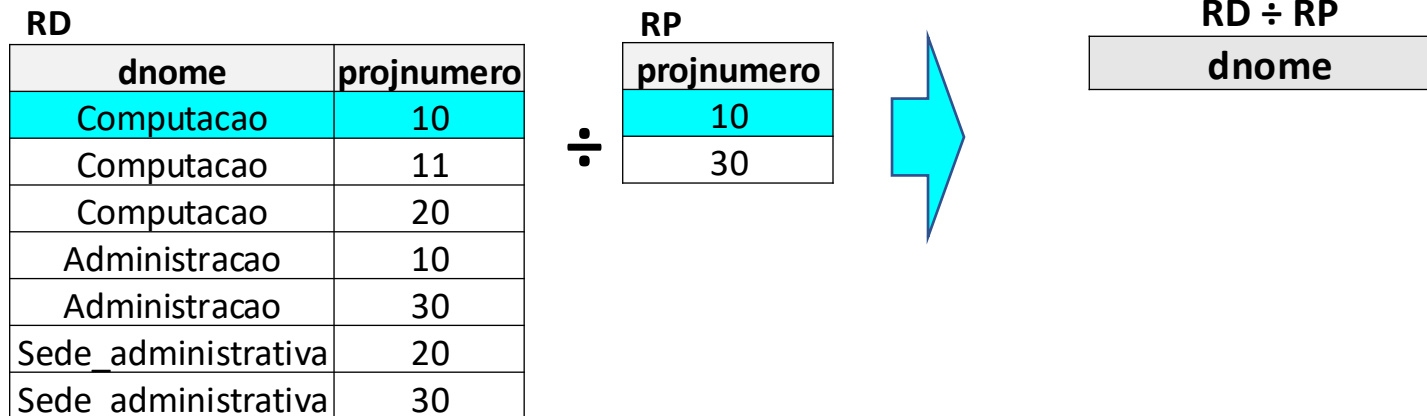 RD RP RD ÷ RP
dnome projnumero projnumero dnome
Computacao 10 10
Computacao 11 ÷ 30
Computacao 20
Administracao 10
Administracao 30
Sede_administrativa 20
Sede_administrativa 30